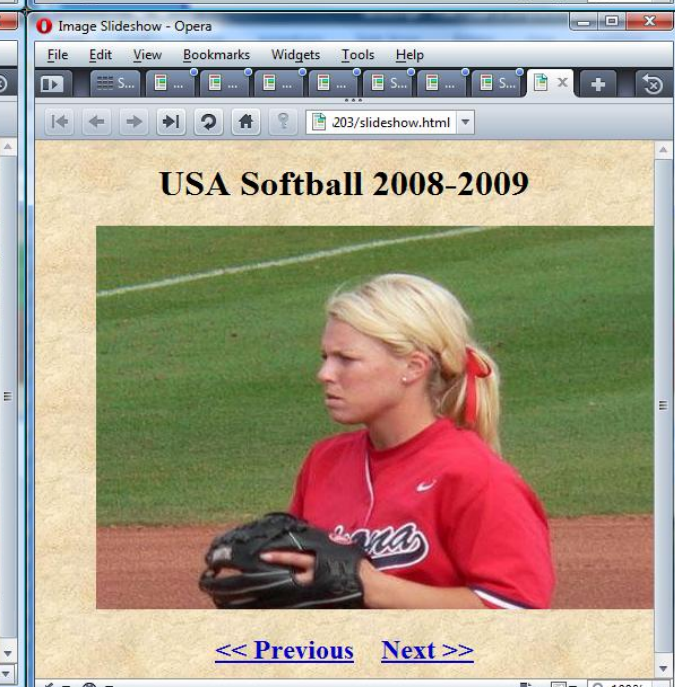 Image Slideshow - Opera
File Edit View Bookmarks Widgets Tools Help
S... ... ... ... ... S... ... S...
203/slideshow.html
USA Softball 2008-2009
<< Previous Next >>